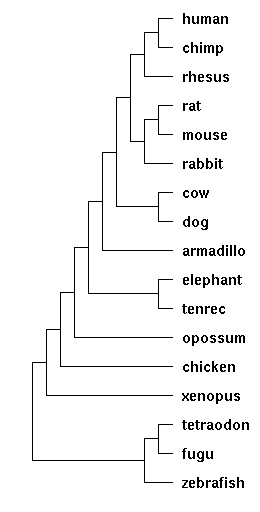 human
chimp
rhesus
rat
mouse
rabbit
cow
dog
armadillo
elephant
tenrec
opossum
chicken
xenopus
tetraodon
fugu
zebrafish